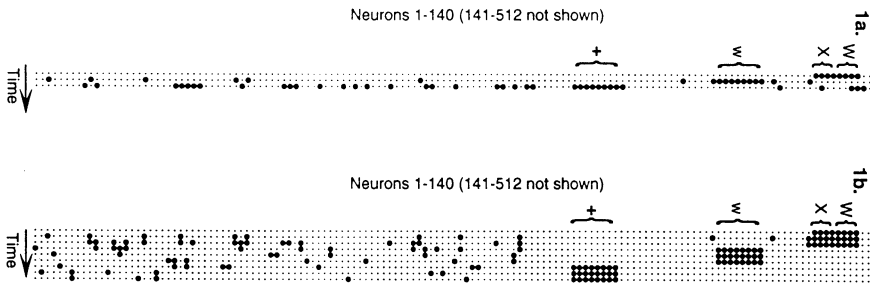 1a.
Neurons 1-140 (141-512 not shown)
+ w X W
Time
1b.
Neurons 1-140 (141-512 not shown)
+ w X W
Time